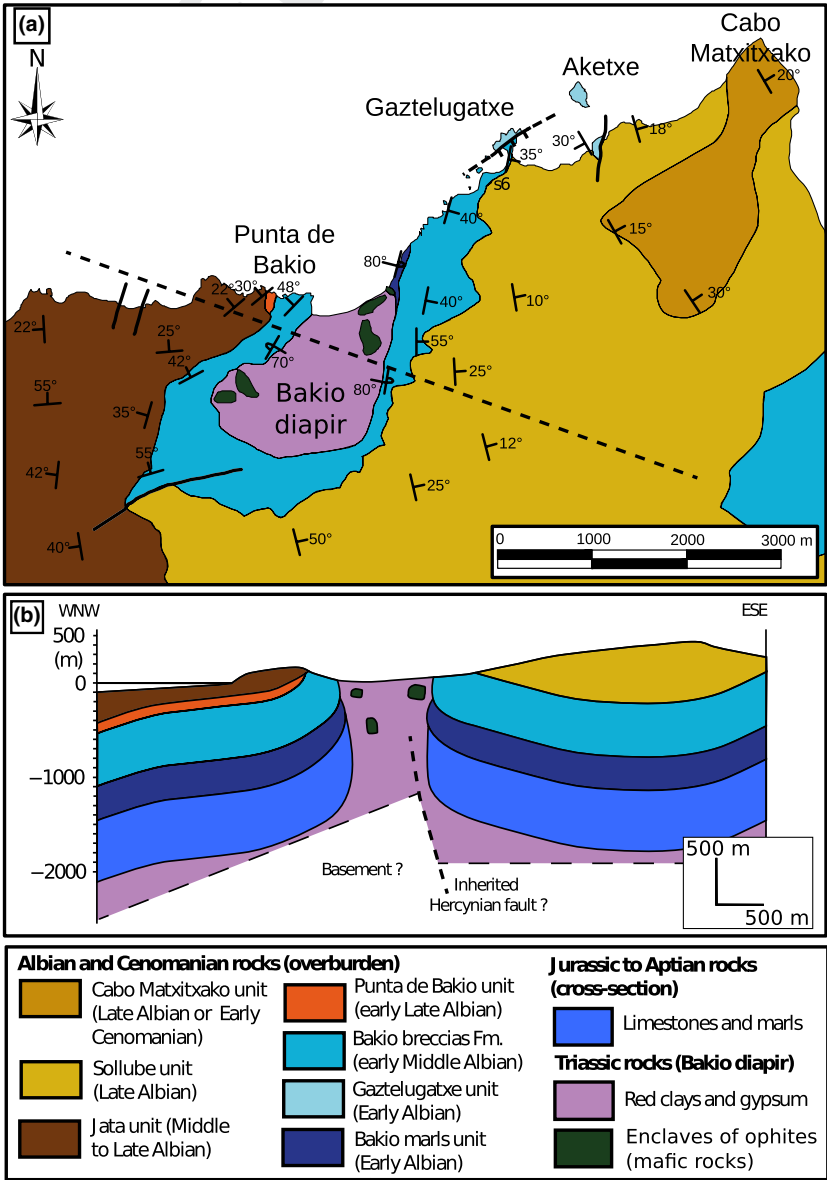 (a)
N
Cabo
Matxitxako
20°
Aketxe
Gaztelugatxe
30°
18°
35°
s6
40°
15°
Punta de
Bakio
80°
22°
30°
48°
30°
40°
10°
22°
25°
55°
42°
70°
25°
55°
80°
Bakio
diapir
35°
12°
55°
42°
25°
50°
40°
0
1000
2000
3000 m
(b)
WNW
ESE
500
(m)
0
−1000
−2000
Basement ?
Inherited
Hercynian fault ?
500 m
500 m
Albian and Cenomanian rocks (overburden)
Cabo Matxitxako unit
(Late Albian or Early
Cenomanian)
Sollube unit
(Late Albian)
Jata unit (Middle
to Late Albian)
Punta de Bakio unit
(early Late Albian)
Bakio breccias Fm.
(early Middle Albian)
Gaztelugatxe unit
(Early Albian)
Bakio marls unit
(Early Albian)
Jurassic to Aptian rocks
(cross-section)
Limestones and marls
Triassic rocks (Bakio diapir)
Red clays and gypsum
Enclaves of ophites
(mafic rocks)